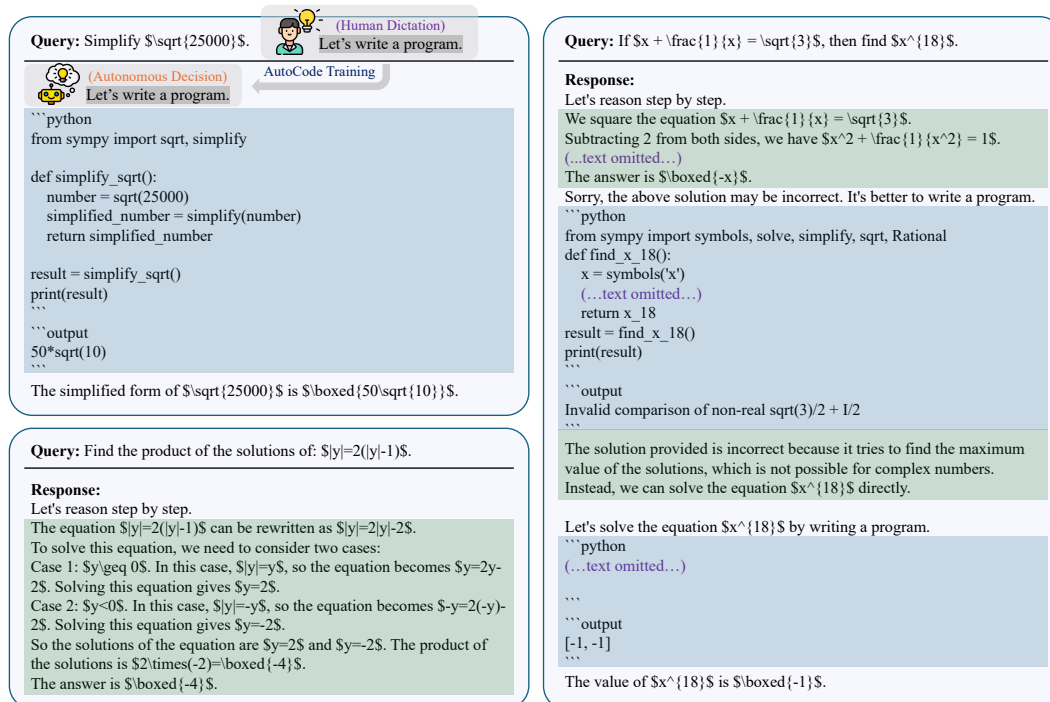 Query: Simplify $\sqrt{25000}$.
(Human Dictation)
Let's write a program.
(Autonomous Decision)
Let's write a program.
AutoCode Training
```python
from sympy import sqrt, simplify
def simplify_sqrt():
number = sqrt(25000)
simplified_number = simplify(number)
return simplified_number
result = simplify_sqrt()
print(result)
```
```output
50*sqrt(10)
```
The simplified form of $\sqrt{25000}$ is $\boxed{50\sqrt{10}}$.
Query: Find the product of the solutions of: $|y|=2(|y|-1)$.
Response:
Let's reason step by step.
The equation $|y|=2(|y|-1)$ can be rewritten as $|y|=2|y|-2$.
To solve this equation, we need to consider two cases:
Case 1: $y\geq 0$. In this case, $|y|=y$, so the equation becomes $y=2y-
2$. Solving this equation gives $y=2$.
Case 2: $y<0$. In this case, $|y|=-y$, so the equation becomes $-y=2(-y)-
2$. Solving this equation gives $y=-2$.
So the solutions of the equation are $y=2$ and $y=-2$. The product of
the solutions is $2\times(-2)=\boxed{-4}$.
The answer is $\boxed{-4}$.
Query: If $x + \frac{1}{x} = \sqrt{3}$, then find $x^{18}$.
Response:
Let's reason step by step.
We square the equation $x + \frac{1}{x} = \sqrt{3}$.
Subtracting 2 from both sides, we have $x^2 + \frac{1}{x^2} = 1$.
(...text omitted…)
The answer is $\boxed{-x}$.
Sorry, the above solution may be incorrect. It's better to write a program.
```python
from sympy import symbols, solve, simplify, sqrt, Rational
def find_x_18():
x = symbols('x')
(…text omitted…)
return x_18
result = find_x_18()
print(result)
```
```output
Invalid comparison of non-real sqrt(3)/2 + I/2
```
The solution provided is incorrect because it tries to find the maximum
value of the solutions, which is not possible for complex numbers.
Instead, we can solve the equation $x^{18}$ directly.
Let's solve the equation $x^{18}$ by writing a program.
```python
(…text omitted…)
```
```output
[-1, -1]
```
The value of $x^{18}$ is $\boxed{-1}$.